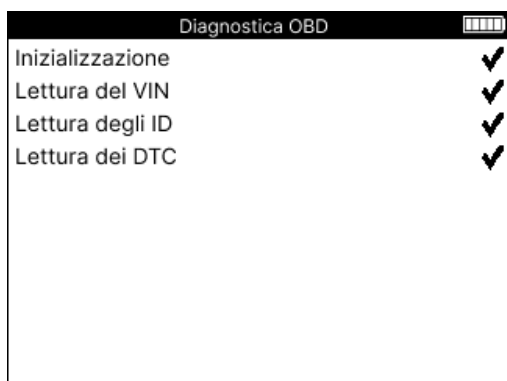 Diagnostica OBD
Inizializzazione
Lettura del VIN
Lettura degli ID
Lettura dei DTC